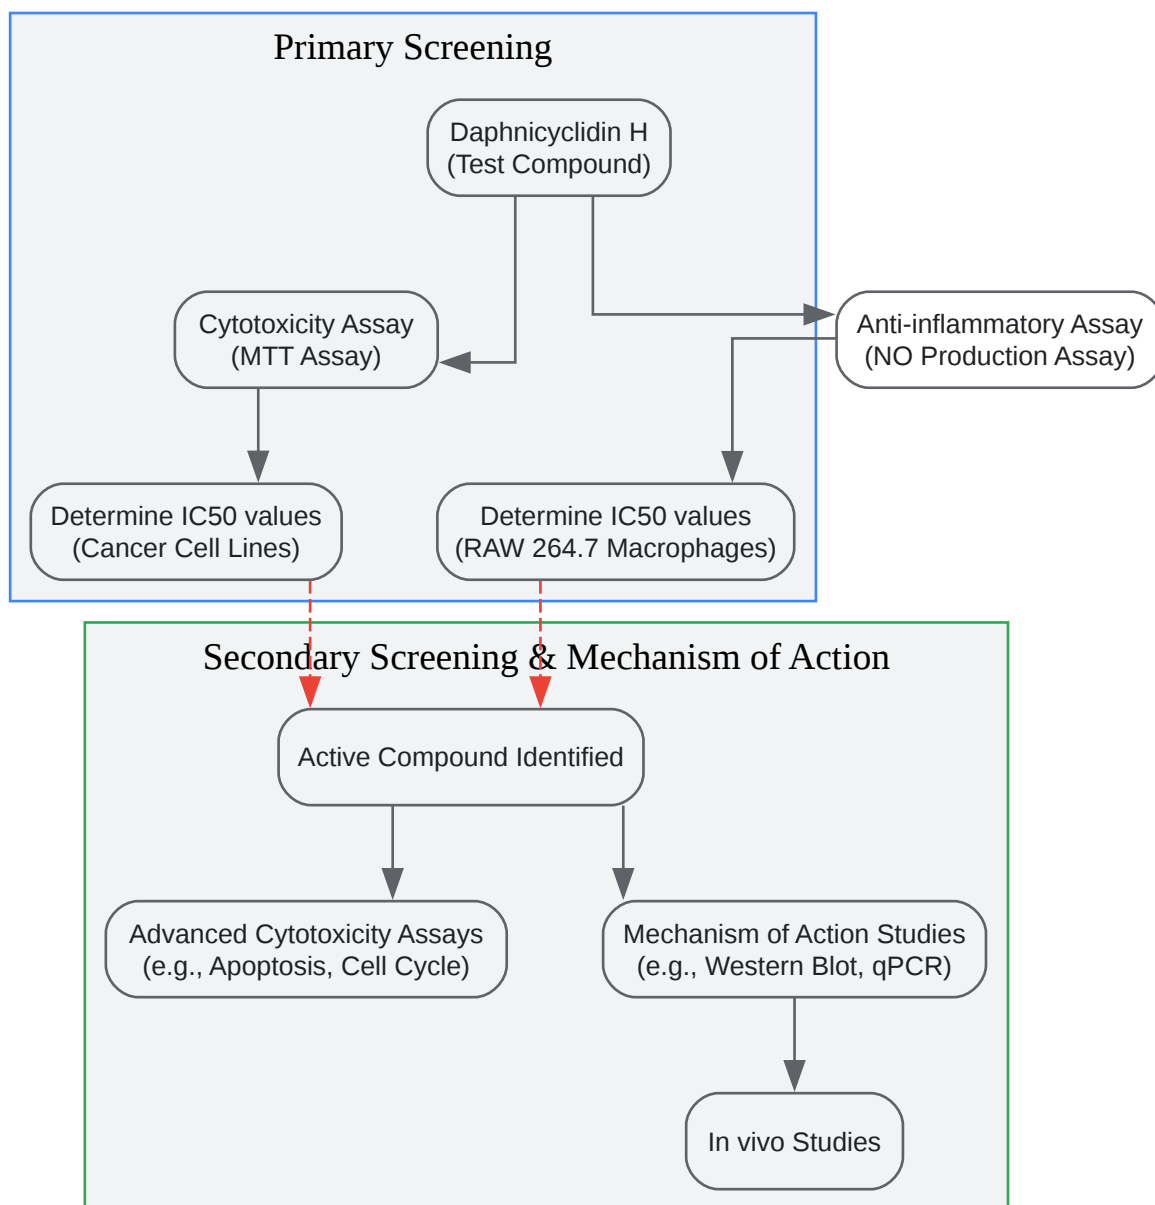 Primary Screening
Daphnicyclidin H
(Test Compound)
Cytotoxicity Assay
(MTT Assay)
Anti-inflammatory Assay
(NO Production Assay)
Determine IC50 values
(Cancer Cell Lines)
Determine IC50 values
(RAW 264.7 Macrophages)
Secondary Screening & Mechanism of Action
Active Compound Identified
Advanced Cytotoxicity Assays
(e.g., Apoptosis, Cell Cycle)
Mechanism of Action Studies
(e.g., Western Blot, qPCR)
In vivo Studies